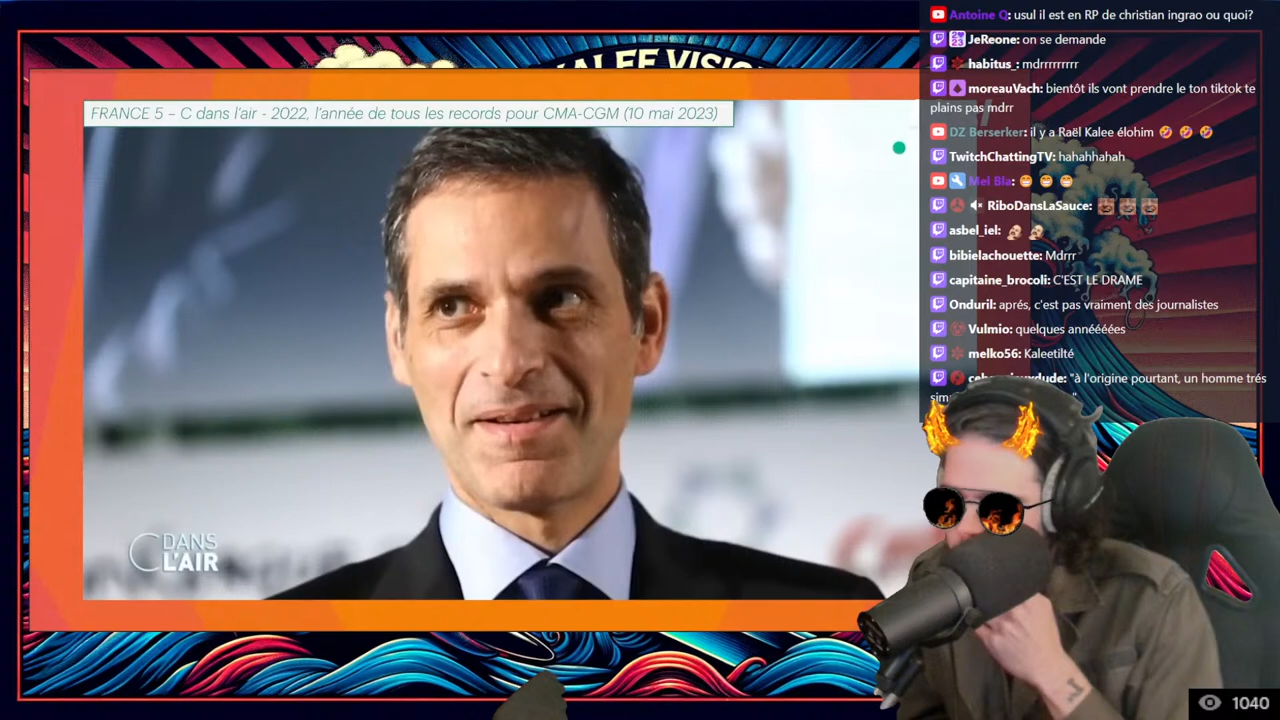 Antoine Q: usul il est en RP de christian ingrao ou quoi?
JeReone: on se demande
habitus_: mdrrrrrrrr
moreauVach: bientôt ils vont prendre le ton tiktok te
plains pas mdrr
DZ Berserker: il y a Raël Kalee élohim
TwitchChattingTV: hahahhahah
Mel Bla:
RiboDansLaSauce:
asbel_iel:
bibielachouette: Mdrrr
capitaine_brocoli: C'EST LE DRAME
Onduril: aprés, c'est pas vraiment des journalistes
Vulmio: quelques annéééées
melko56: Kaleetilté
"à l'origine pourtant, un homme trés
KALEE VISION
FRANCE 5 – C dans l'air - 2022, l'année de tous les records pour CMA-CGM (10 mai 2023)
C DANS
L'AIR
1040